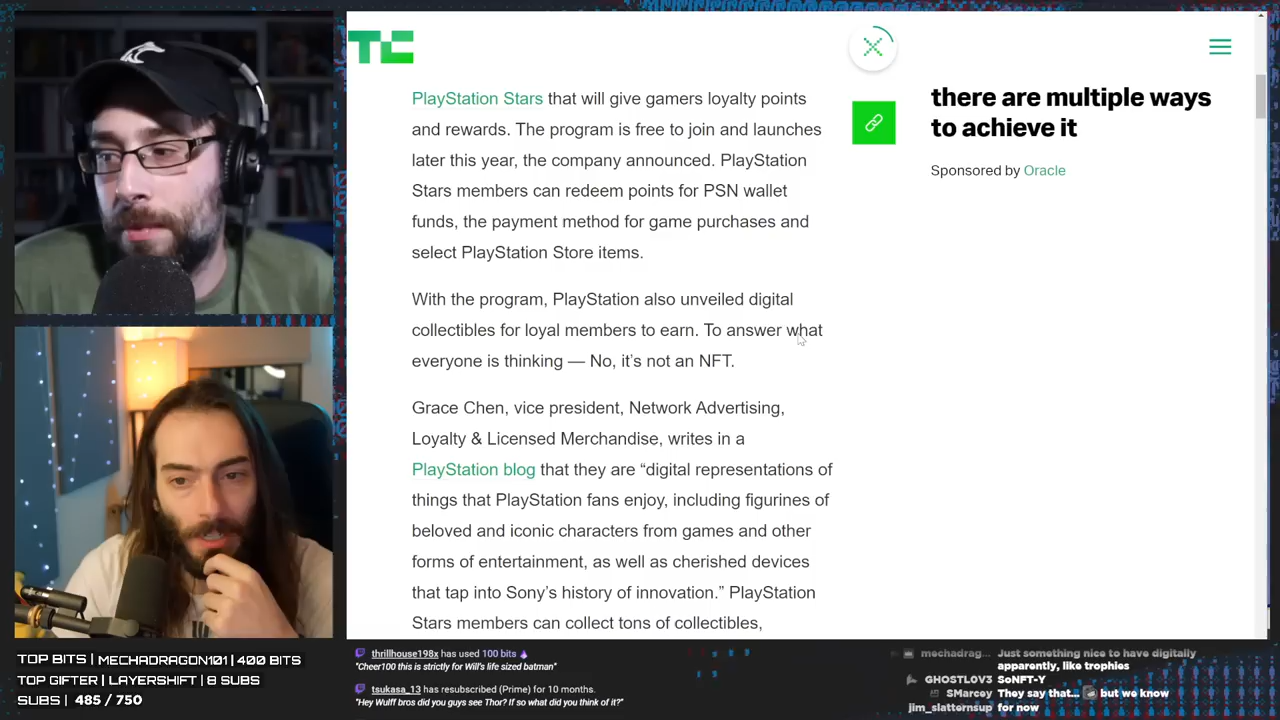 TC
PlayStation Stars that will give gamers loyalty points
and rewards. The program is free to join and launches
later this year, the company announced. PlayStation
Stars members can redeem points for PSN wallet
funds, the payment method for game purchases and
select PlayStation Store items.
With the program, PlayStation also unveiled digital
collectibles for loyal members to earn. To answer what
everyone is thinking — No, it’s not an NFT.
Grace Chen, vice president, Network Advertising,
Loyalty & Licensed Merchandise, writes in a
PlayStation blog that they are “digital representations of
things that PlayStation fans enjoy, including figurines of
beloved and iconic characters from games and other
forms of entertainment, as well as cherished devices
that tap into Sony’s history of innovation.” PlayStation
Stars members can collect tons of collectibles,
there are multiple ways
to achieve it
Sponsored by Oracle
TOP BITS | MECHADRAGON101 | 400 BITS
TOP GIFTER | LAYERSHIFT | 8 SUBS
SUBS | 485 / 750
thrillhouse198x has used 100 bits
"Cheer100 this is strictly for Will's life sized batman"
tsukasa_13 has resubscribed (Prime) for 10 months.
"Hey Wulff bros did you guys see Thor? If so what did you think of it?"
mechadrag... Just something nice to have digitally
apparently, like trophies
GHOSTL0V3 SoNFT-Y
SMarcey They say that... but we know
jim_slatternsup for now